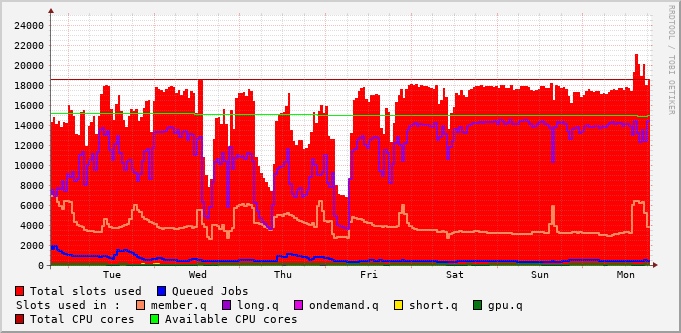 24000
22000
20000
18000
16000
14000
12000
10000
8000
6000
4000
2000
0
Tue Wed Thu Fri Sat Sun Mon
Total slots used Queued Jobs
Slots used in : member.q long.q ondemand.q short.q gpu.q
Total CPU cores Available CPU cores
RRDTOOL / TOBI OETIKER